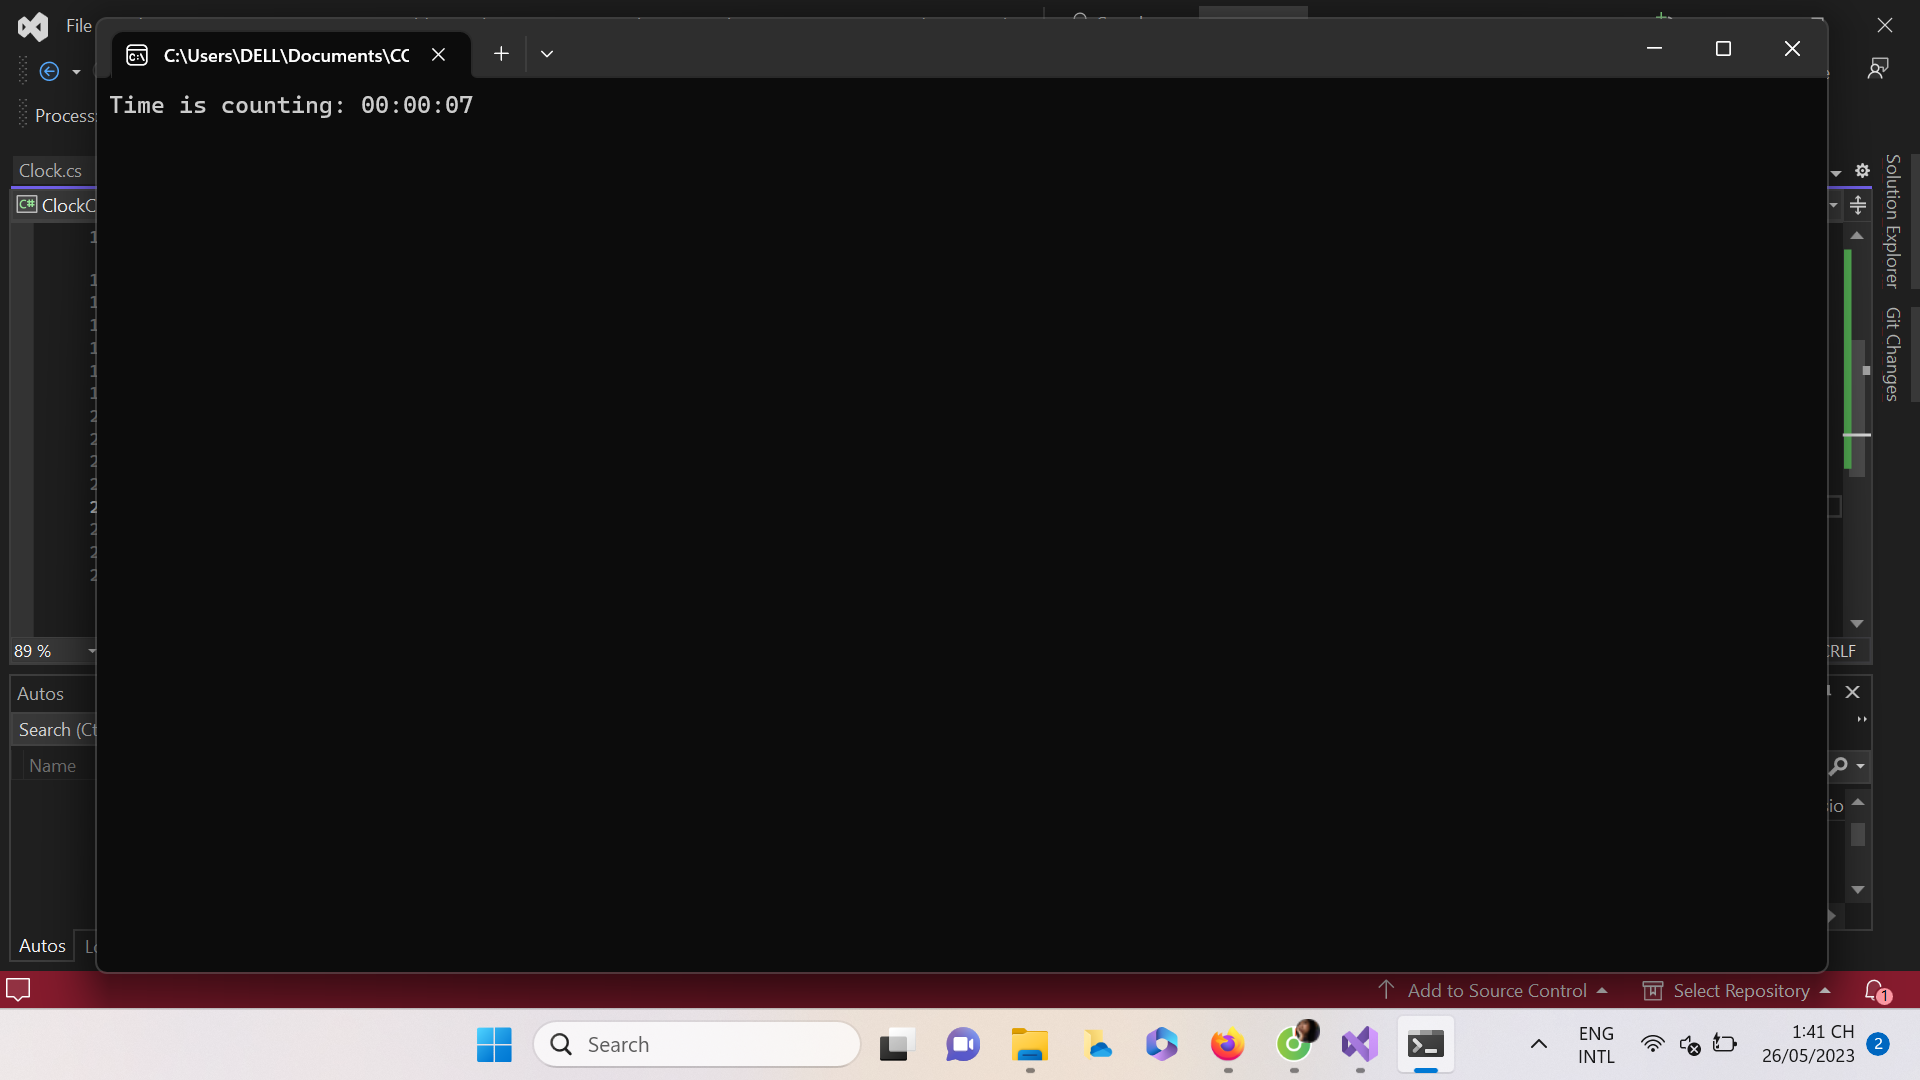 File
C:\Users\DELL\Documents\CC
Time is counting: 00:00:07
Process:
Clock.cs
C# ClockC
Solution Explorer
Git Changes
89 %
CRLF
Autos
Search (Ct
Name
Autos
Add to Source Control
Select Repository
1
Search
ENG
INTL
1:41 CH
26/05/2023
2